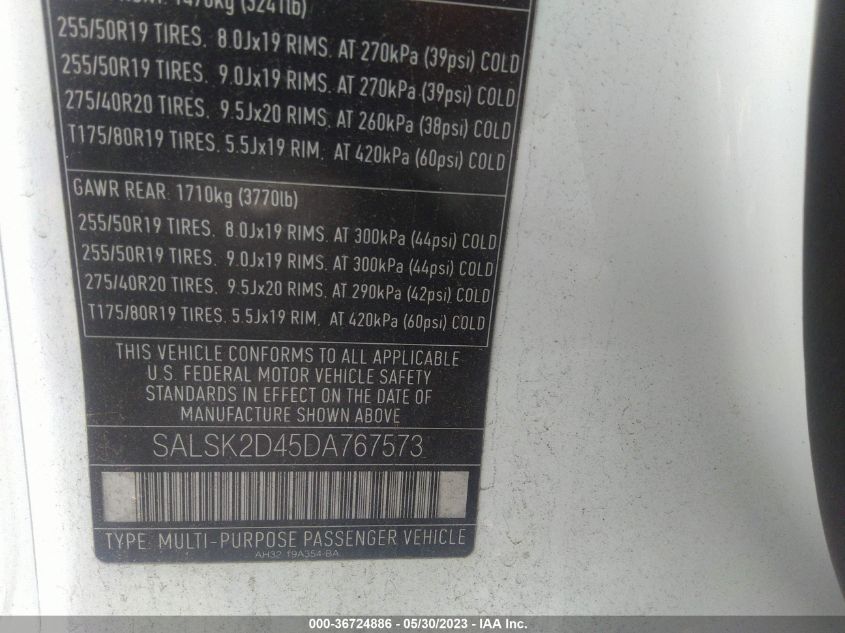 1470kg (3241lb)
255/50R19 TIRES. 8.0Jx19 RIMS. AT 270kPa (39psi) COLD
255/50R19 TIRES. 9.0Jx19 RIMS. AT 270kPa (39psi) COLD
275/40R20 TIRES. 9.5Jx20 RIMS. AT 260kPa (38psi) COLD
T175/80R19 TIRES. 5.5Jx19 RIM. AT 420kPa (60psi) COLD
GAWR REAR. 1710kg (3770lb)
255/50R19 TIRES. 8.0Jx19 RIMS. AT 300kPa (44psi) COLD
255/50R19 TIRES. 9.0Jx19 RIMS. AT 300kPa (44psi) COLD
275/40R20 TIRES. 9.5Jx20 RIMS. AT 290kPa (42psi) COLD
T175/80R19 TIRES. 5.5Jx19 RIM. AT 420kPa (60psi) COLD
THIS VEHICLE CONFORMS TO ALL APPLICABLE
U.S. FEDERAL MOTOR VEHICLE SAFETY
STANDARDS IN EFFECT ON THE DATE OF
MANUFACTURE SHOWN ABOVE
SALSK2D45DA767573
TYPE. MULTI-PURPOSE PASSENGER VEHICLE
AH32 19A354-BA
000-36724886 - 05/30/2023 - IAA Inc.